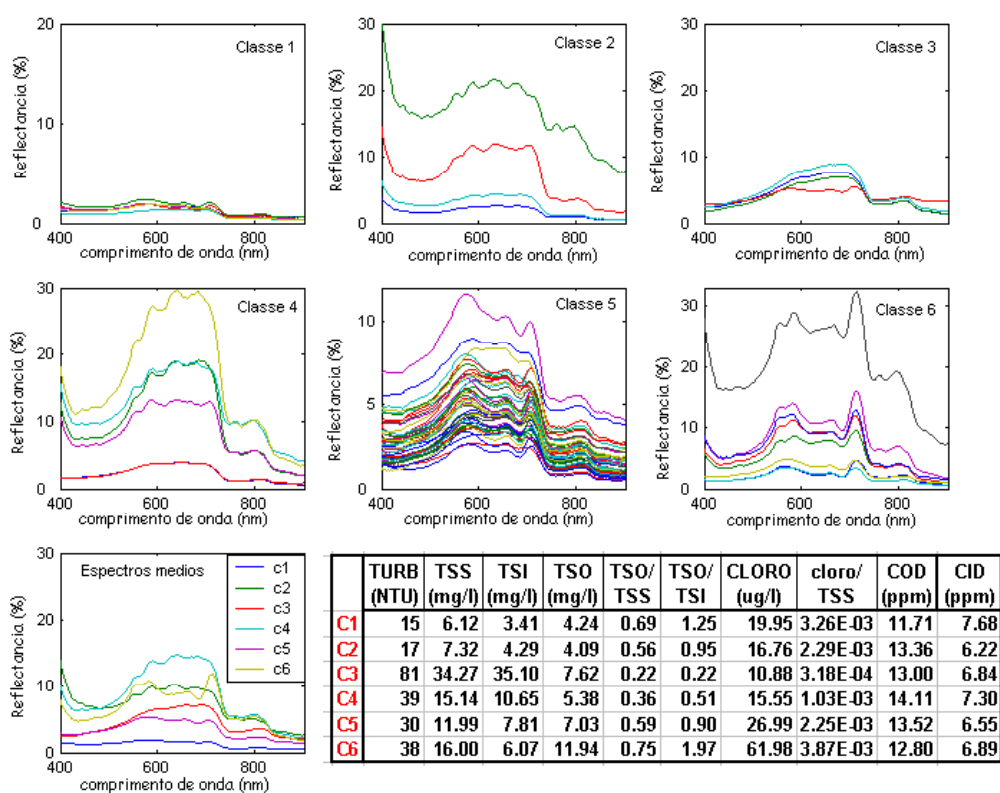 Classe 1
Reflectancia (%)
20
10
0
400 600 800
comprimento de onda (nm)
Classe 2
Reflectancia (%)
30
20
10
0
400 600 800
comprimento de onda (nm)
Classe 3
Reflectancia (%)
30
20
10
0
400 600 800
comprimento de onda (nm)
Classe 4
Reflectancia (%)
30
20
10
0
400 600 800
comprimento de onda (nm)
Classe 5
Reflectancia (%)
10
5
0
400 600 800
comprimento de onda (nm)
Classe 6
Reflectancia (%)
30
20
10
0
400 600 800
comprimento de onda (nm)
Espectros medios
Reflectancia (%)
30
20
10
0
400 600 800
comprimento de onda (nm)
c1
c2
c3
c4
c5
c6
TURB TSS TSI TSO TSO/ TSO/ CLORO cloro/ COD CID
(NTU) (mg/l) (mg/l) (mg/l) TSS TSI (ug/l) TSS (ppm) (ppm)
C1 15 6.12 3.41 4.24 0.69 1.25 19.95 3.26E-03 11.71 7.68
C2 17 7.32 4.29 4.09 0.56 0.95 16.76 2.29E-03 13.36 6.22
C3 81 34.27 35.10 7.62 0.22 0.22 10.88 3.18E-04 13.00 6.84
C4 39 15.14 10.65 5.38 0.36 0.51 15.55 1.03E-03 14.11 7.30
C5 30 11.99 7.81 7.03 0.59 0.90 26.99 2.25E-03 13.52 6.55
C6 38 16.00 6.07 11.94 0.75 1.97 61.98 3.87E-03 12.80 6.89